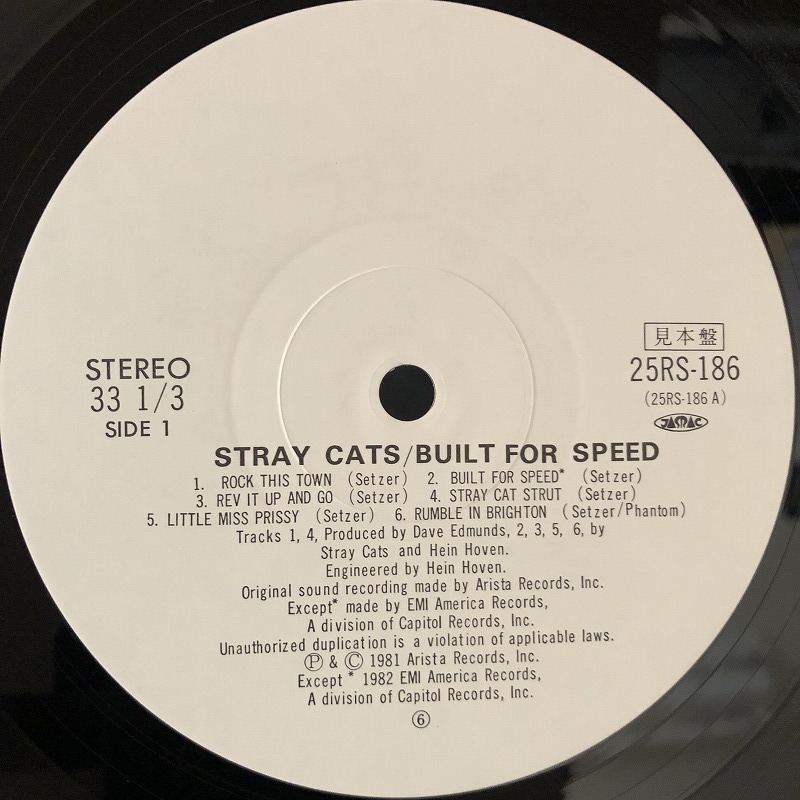 STEREO
33 1/3
SIDE 1
見本盤
25RS-186
(25RS-186 A)
JASRAC
STRAY CATS/BUILT FOR SPEED
1. ROCK THIS TOWN (Setzer) 2. BUILT FOR SPEED* (Setzer)
3. REV IT UP AND GO (Setzer) 4. STRAY CAT STRUT (Setzer)
5. LITTLE MISS PRISSY (Setzer) 6. RUMBLE IN BRIGHTON (Setzer/Phantom)
Tracks 1, 4, Produced by Dave Edmunds, 2, 3, 5, 6, by
Stray Cats and Hein Hoven.
Engineered by Hein Hoven.
Original sound recording made by Arista Records, Inc.
Except* made by EMI America Records,
A division of Capitol Records, Inc.
Unauthorized duplication is a violation of applicable laws.
Ⓟ & Ⓒ 1981 Arista Records, Inc.
Except * 1982 EMI America Records,
A division of Capitol Records, Inc.
⑥